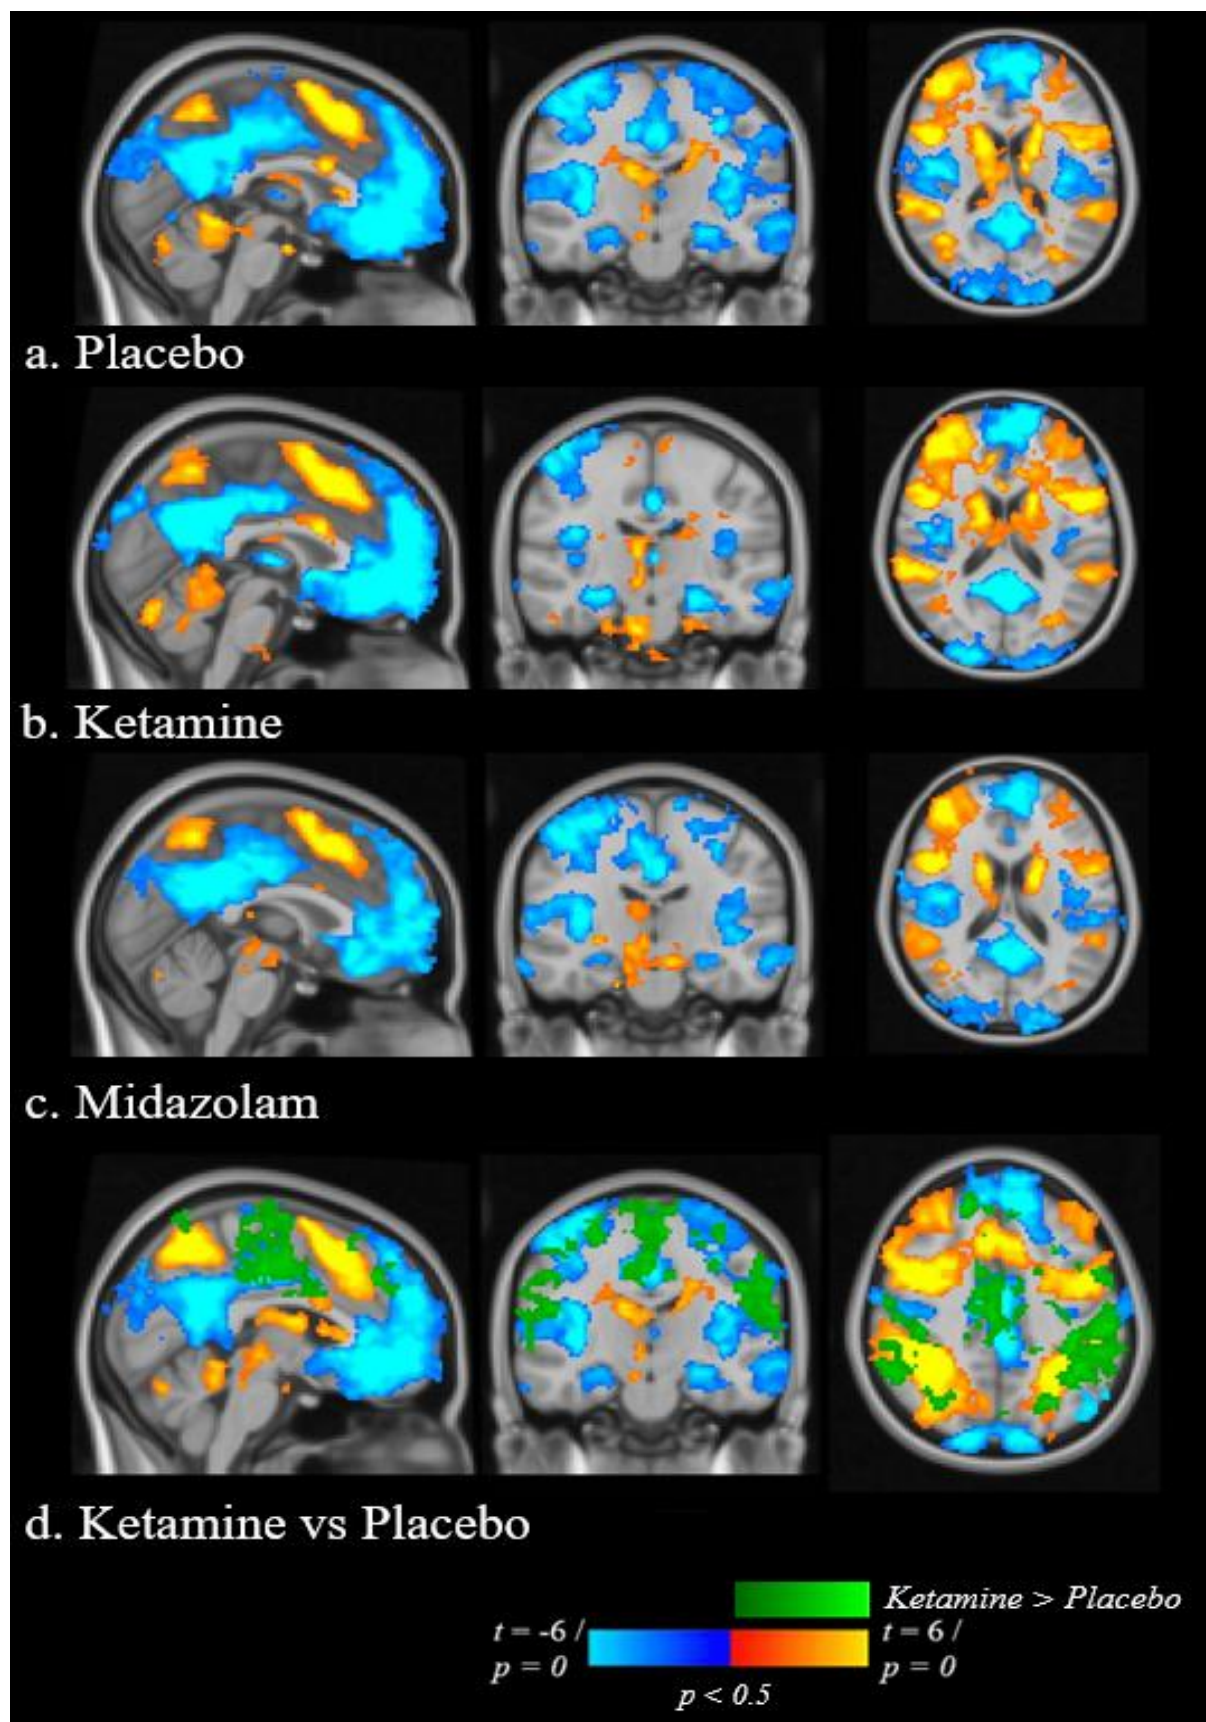 a. Placebo
b. Ketamine
c. Midazolam
d. Ketamine vs Placebo
Ketamine > Placebo
t = -6 /
p = 0
t = 6 /
p = 0
p < 0.5